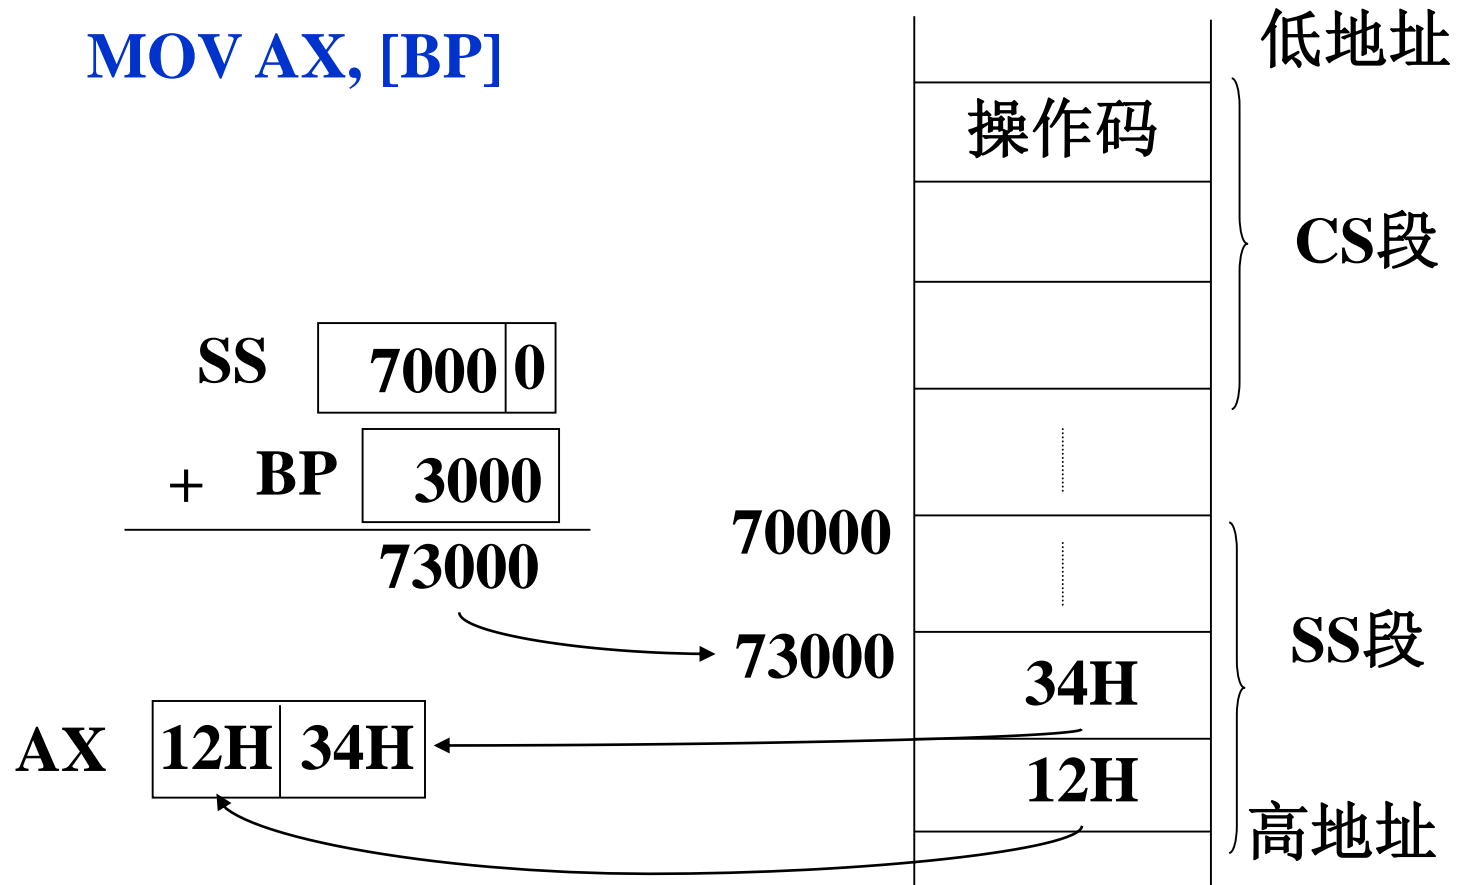 MOV AX, [BP]
低地址
操作码
CS段
SS 7000 0
+ BP 3000
73000
70000
73000
34H
SS段
AX 12H 34H
12H
高地址